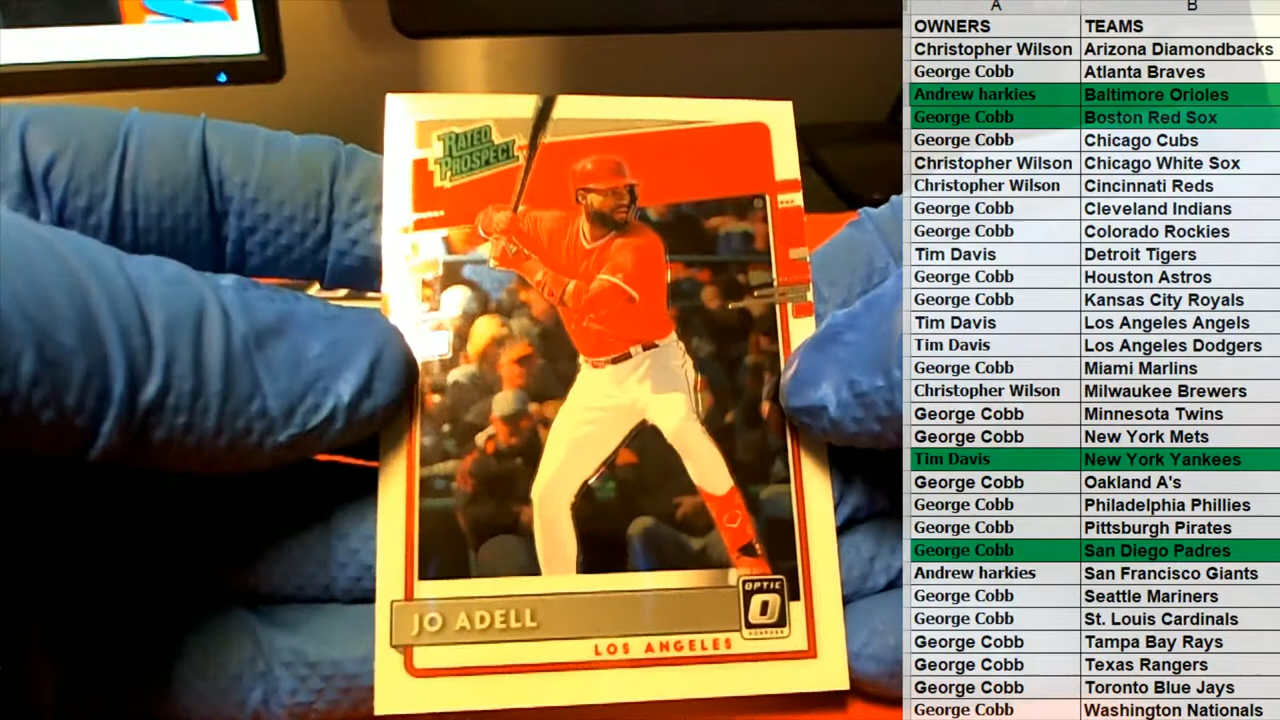 RATED
PROSPECT
JO ADELL
LOS ANGELES
OPTIC
O
A B
OWNERS TEAMS
Christopher Wilson Arizona Diamondbacks
George Cobb Atlanta Braves
Andrew harkies Baltimore Orioles
George Cobb Boston Red Sox
George Cobb Chicago Cubs
Christopher Wilson Chicago White Sox
Christopher Wilson Cincinnati Reds
George Cobb Cleveland Indians
George Cobb Colorado Rockies
Tim Davis Detroit Tigers
George Cobb Houston Astros
George Cobb Kansas City Royals
Tim Davis Los Angeles Angels
Tim Davis Los Angeles Dodgers
George Cobb Miami Marlins
Christopher Wilson Milwaukee Brewers
George Cobb Minnesota Twins
George Cobb New York Mets
Tim Davis New York Yankees
George Cobb Oakland A's
George Cobb Philadelphia Phillies
George Cobb Pittsburgh Pirates
George Cobb San Diego Padres
Andrew harkies San Francisco Giants
George Cobb Seattle Mariners
George Cobb St. Louis Cardinals
George Cobb Tampa Bay Rays
George Cobb Texas Rangers
George Cobb Toronto Blue Jays
George Cobb Washington Nationals